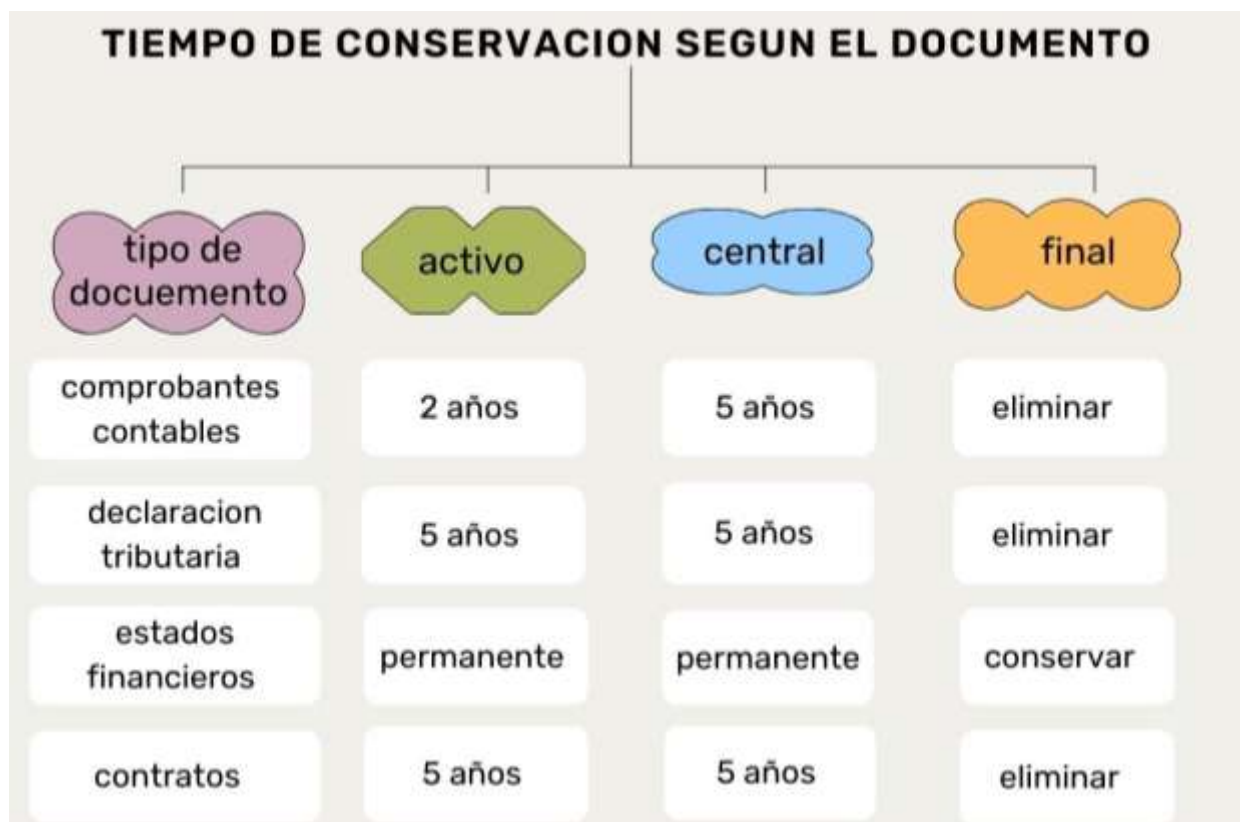 TIEMPO DE CONSERVACION SEGUN EL DOCUMENTO
tipo de
docuemento
activo
central
final
comprobantes
contables
2 años
5 años
eliminar
declaracion
tributaria
5 años
5 años
eliminar
estados
financieros
permanente
permanente
conservar
contratos
5 años
5 años
eliminar